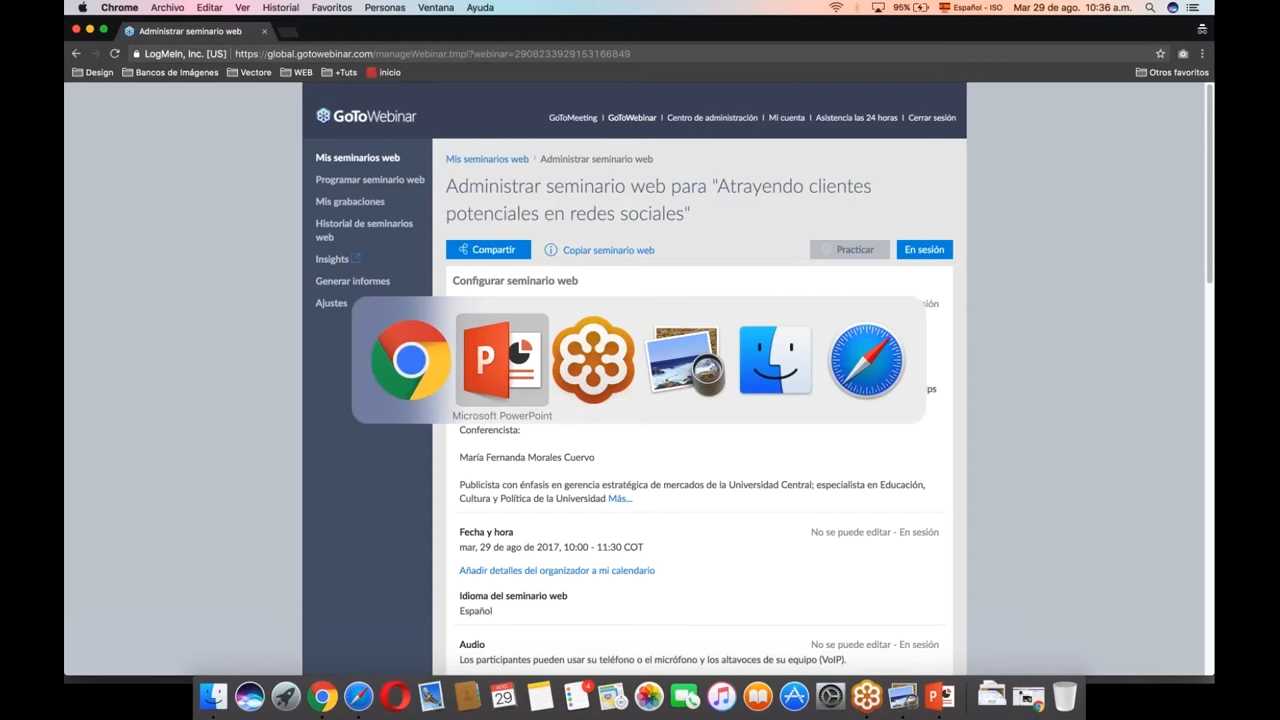 Chrome Archivo Editar Ver Historial Favoritos Personas Ventana Ayuda 95% Español - ISO Mar 29 de ago. 10:36 a.m.
Administrar seminario web
LogMeIn, Inc. [US] https://global.gotowebinar.com/manageWebinar.tmpl?webinar=2908233929153166849
Design Bancos de Imágenes Vectore WEB +Tuts inicio Otros favoritos
GoToWebinar
GoToMeeting GoToWebinar Centro de administración Mi cuenta Asistencia las 24 horas Cerrar sesión
Mis seminarios web
Programar seminario web
Mis grabaciones
Historial de seminarios
web
Insights
Generar informes
Ajustes
Mis seminarios web Administrar seminario web
Administrar seminario web para "Atrayendo clientes
potenciales en redes sociales"
Compartir Copiar seminario web Practicar En sesión
Configurar seminario web
sión
ps
Microsoft PowerPoint
Conferencista:
María Fernanda Morales Cuervo
Publicista con énfasis en gerencia estratégica de mercados de la Universidad Central; especialista en Educación,
Cultura y Política de la Universidad Más...
Fecha y hora No se puede editar - En sesión
mar, 29 de ago de 2017, 10:00 - 11:30 COT
Añadir detalles del organizador a mi calendario
Idioma del seminario web
Español
Audio No se puede editar - En sesión
Los participantes pueden usar su teléfono o el micrófono y los altavoces de su equipo (VoIP).
29
4